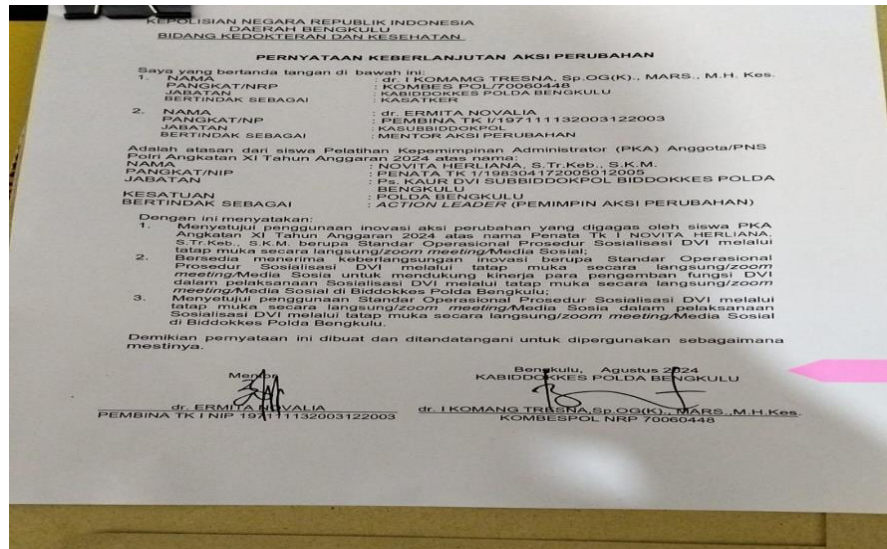 KEPOLISIAN NEGARA REPUBLIK INDONESIA
DAERAH BENGKULU
BIDANG KEDOKTERAN DAN KESEHATAN
PERNYATAAN KEBERLANJUTAN AKSI PERUBAHAN
Saya yang bertanda tangan di bawah ini:
1. NAMA : dr. I KOMAMG TRESNA, Sp.OG(K)., MARS., M.H. Kes.
PANGKAT/NRP : KOMBES POL/70060448
JABATAN : KABIDDOKKES POLDA BENGKULU
BERTINDAK SEBAGAI : KASATKER
2. NAMA : dr. ERMITA NOVALIA
PANGKAT/NP : PEMBINA TK I/197111132003122003
JABATAN : KASUBBIDDOKPOL
BERTINDAK SEBAGAI : MENTOR AKSI PERUBAHAN
Adalah atasan dari siswa Pelatihan Kepemimpinan Administrator (PKA) Anggota/PNS
Polri Angkatan XI Tahun Anggaran 2024 atas nama:
NAMA : NOVITA HERLIANA, S.Tr.Keb., S.K.M.
PANGKAT/NIP : PENATA TK 1/198304172005012005
JABATAN : Ps. KAUR DVI SUBBIDDOKPOL BIDDOKKES POLDA
BENGKULU
KESATUAN : POLDA BENGKULU
BERTINDAK SEBAGAI : ACTION LEADER (PEMIMPIN AKSI PERUBAHAN)
Dengan ini menyatakan:
1. Menyetujui penggunaan inovasi aksi perubahan yang digagas oleh siswa PKA
Angkatan XI Tahun Anggaran 2024 atas nama Penata Tk I NOVITA HERLIANA,
S.Tr.Keb., S.K.M. berupa Standar Operasional Prosedur Sosialisasi DVI melalui
tatap muka secara langsung/zoom meeting/Media Sosial;
2. Bersedia menerima keberlangsungan inovasi berupa Standar Operasional
Prosedur Sosialisasi DVI melalui tatap muka secara langsung/zoom
meeting/Media Sosia untuk mendukung kinerja para pengemban fungsi DVI
dalam pelaksanaan Sosialisasi DVI melalui tatap muka secara langsung/zoom
meeting/Media Sosial di Biddokkes Polda Bengkulu;
3. Menyetujui penggunaan Standar Operasional Prosedur Sosialisasi DVI melalui
tatap muka secara langsung/zoom meeting/Media Sosia dalam pelaksanaan
Sosialisasi DVI melalui tatap muka secara langsung/zoom meeting/Media Sosial
di Biddokkes Polda Bengkulu.
Demikian pernyataan ini dibuat dan ditandatangani untuk dipergunakan sebagaimana
mestinya.
Bengkulu, Agustus 2024
Mentor KABIDDOKKES POLDA BENGKULU
dr. ERMITA NOVALIA dr. I KOMANG TRESNA,Sp.OG(K)., MARS.,M.H.Kes.
PEMBINA TK I NIP 197111132003122003 KOMBESPOL NRP 70060448